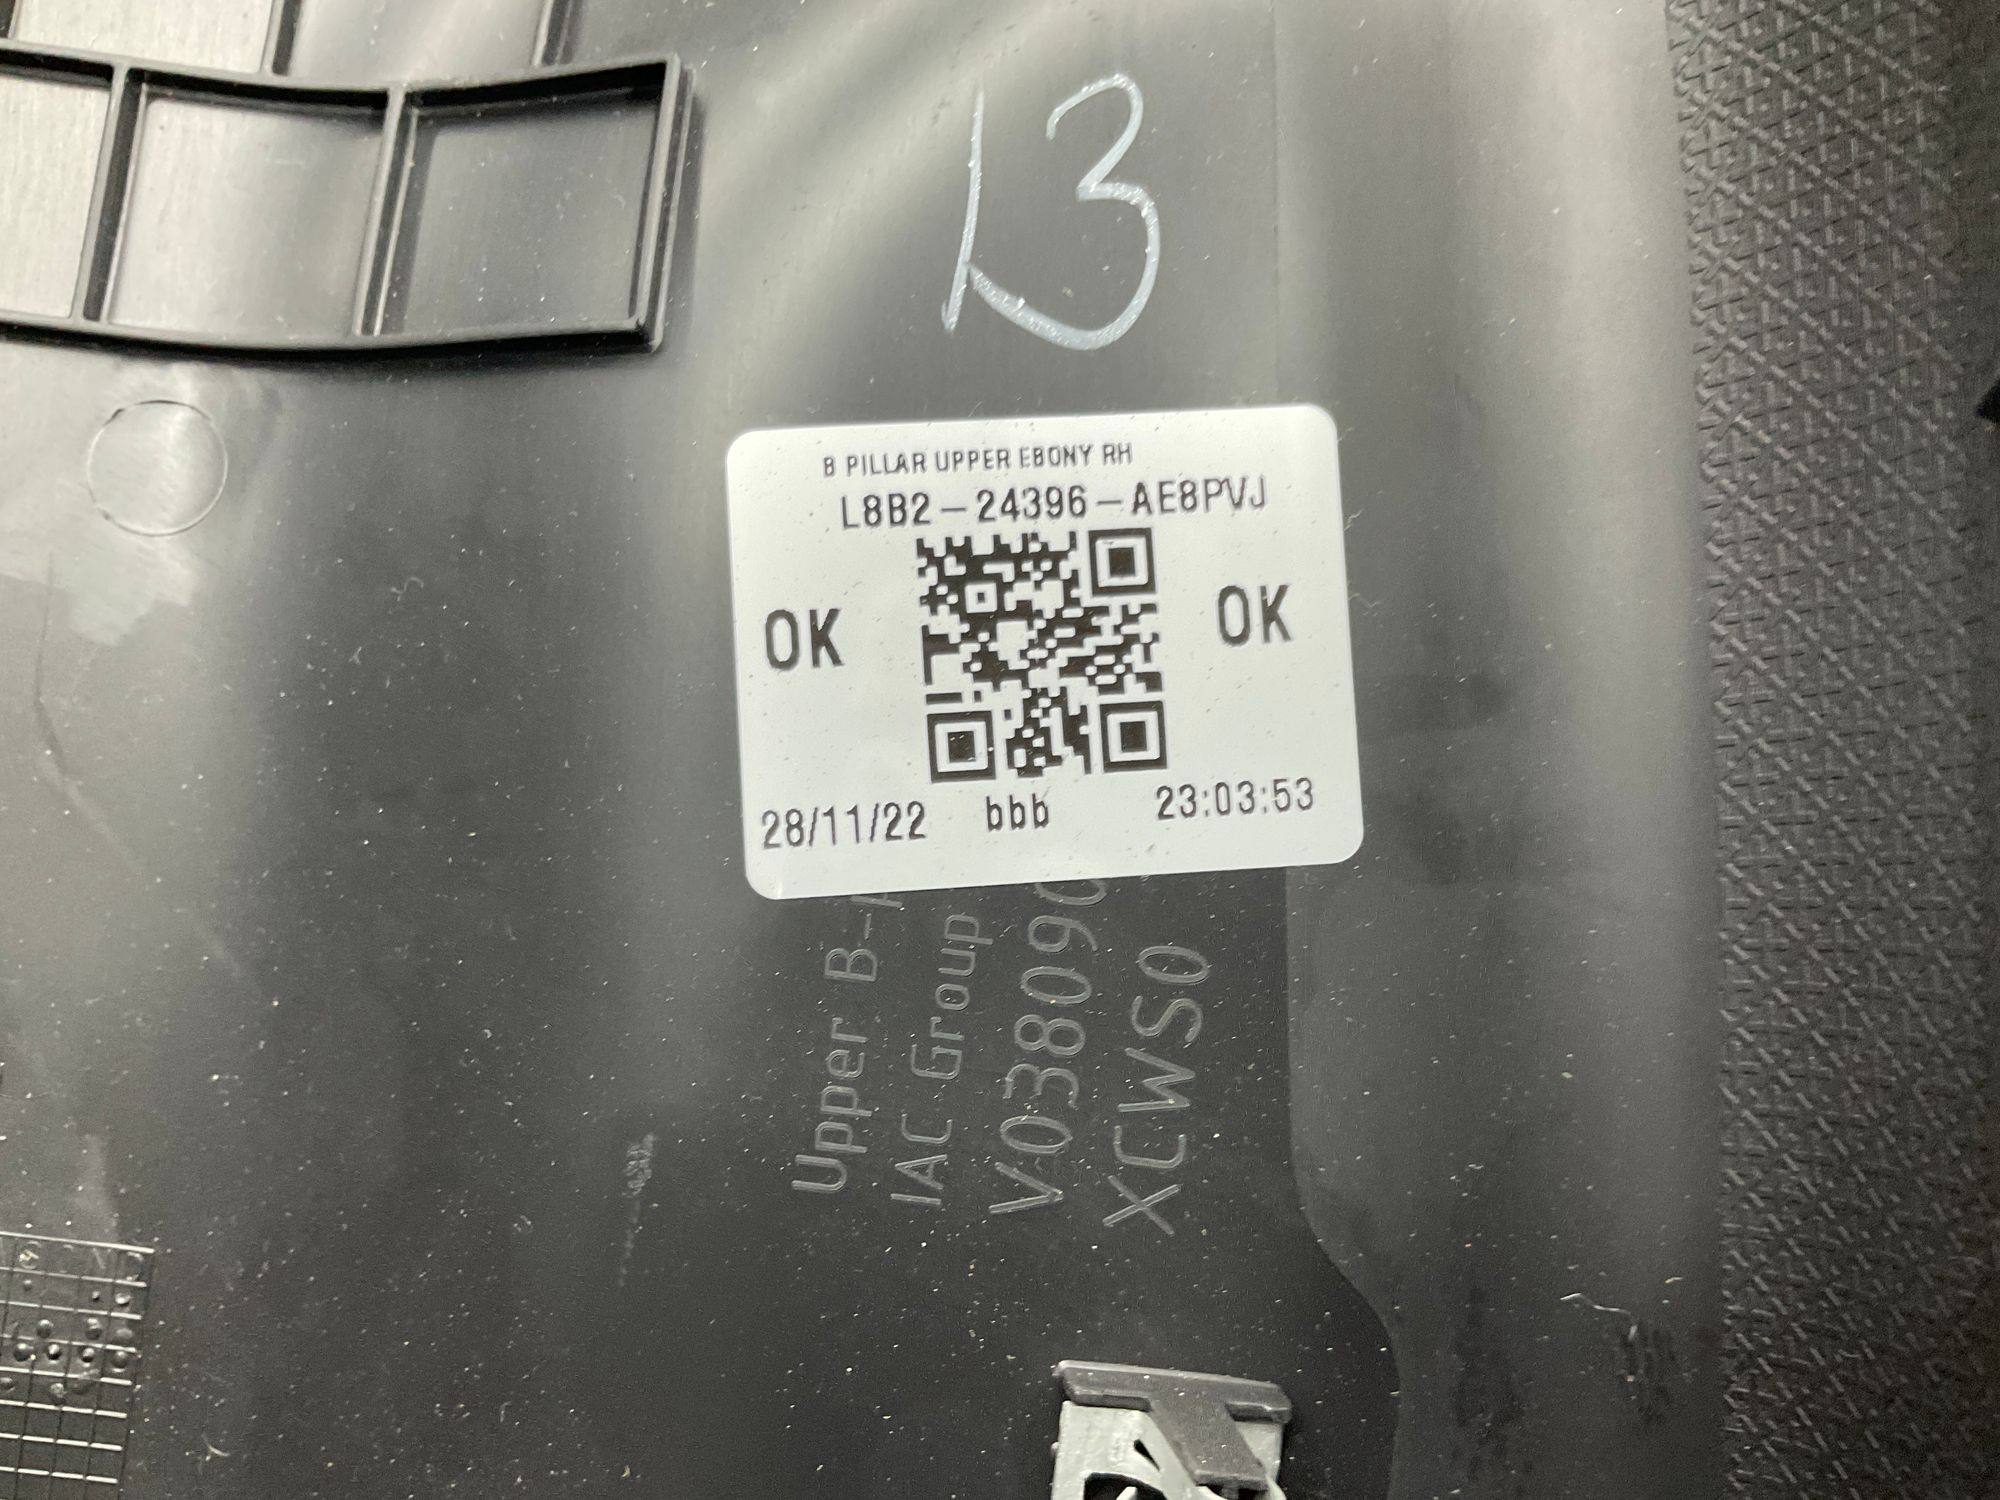 L3
B PILLAR UPPER EBONY RH
L8B2-24396-AE8PVJ
OK OK
28/11/22 bbb 23:03:53
Upper B-
IAC Group
V03809
XCWS0